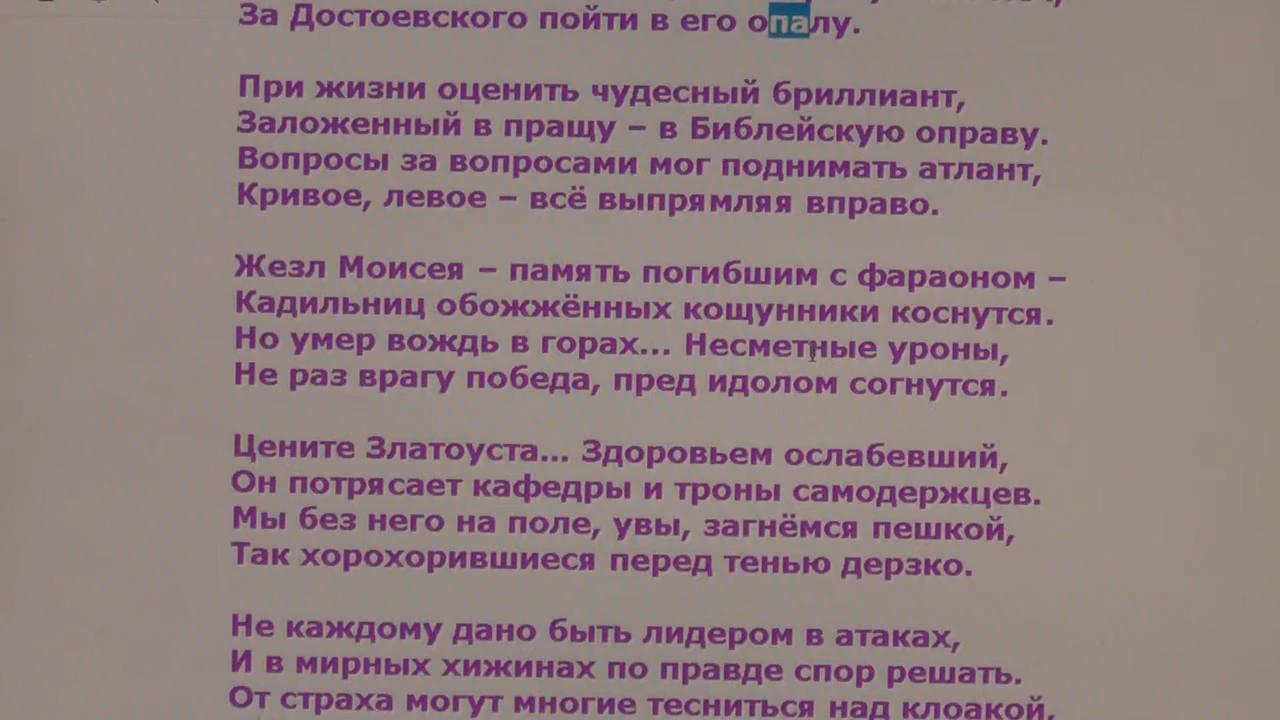 За Достоевского пойти в его опалу.
При жизни оценить чудесный бриллиант,
Заложенный в пращу – в Библейскую оправу.
Вопросы за вопросами мог поднимать атлант,
Кривое, левое – всё выпрямляя вправо.
Жезл Моисея – память погибшим с фараоном –
Кадильниц обожжённых кощунники коснутся.
Но умер вождь в горах... Несметные уроны,
Не раз врагу победа, пред идолом согнутся.
Цените Златоуста... Здоровьем ослабевший,
Он потрясает кафедры и троны самодержцев.
Мы без него на поле, увы, загнёмся пешкой,
Так хорохорившиеся перед тенью дерзко.
Не каждому дано быть лидером в атаках,
И в мирных хижинах по правде спор решать.
От страха могут многие тесниться над клоакой,